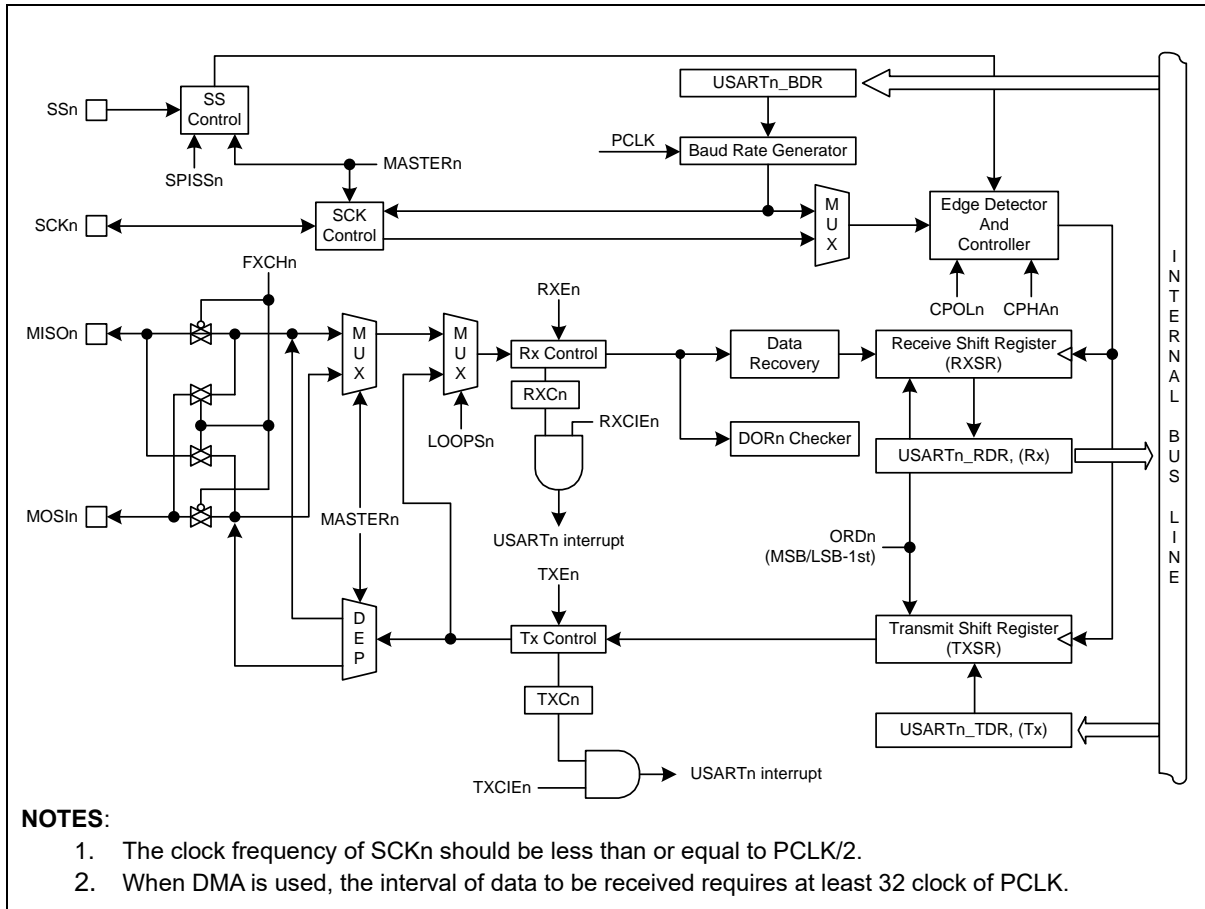 USARTn_BDR
SSn
SS
Control
PCLK
Baud Rate Generator
MASTERn
SPISSn
SCKn
SCK
Control
M
U
X
Edge Detector
And
Controller
CPOLn
CPHAn
FXCHn
RXEn
MISOn
M
U
X
M
U
X
Rx Control
RXCn
RXCIEn
LOOPSn
Data
Recovery
Receive Shift Register
(RXSR)
DORn Checker
USARTn_RDR, (Rx)
MOSIn
MASTERn
USARTn interrupt
ORDn
(MSB/LSB-1st)
TXEn
D
E
P
Tx Control
Transmit Shift Register
(TXSR)
TXCn
USARTn_TDR, (Tx)
TXCIEn
USARTn interrupt
I
N
T
E
R
N
A
L
B
U
S
L
I
N
E
NOTES:
1. The clock frequency of SCKn should be less than or equal to PCLK/2.
2. When DMA is used, the interval of data to be received requires at least 32 clock of PCLK.